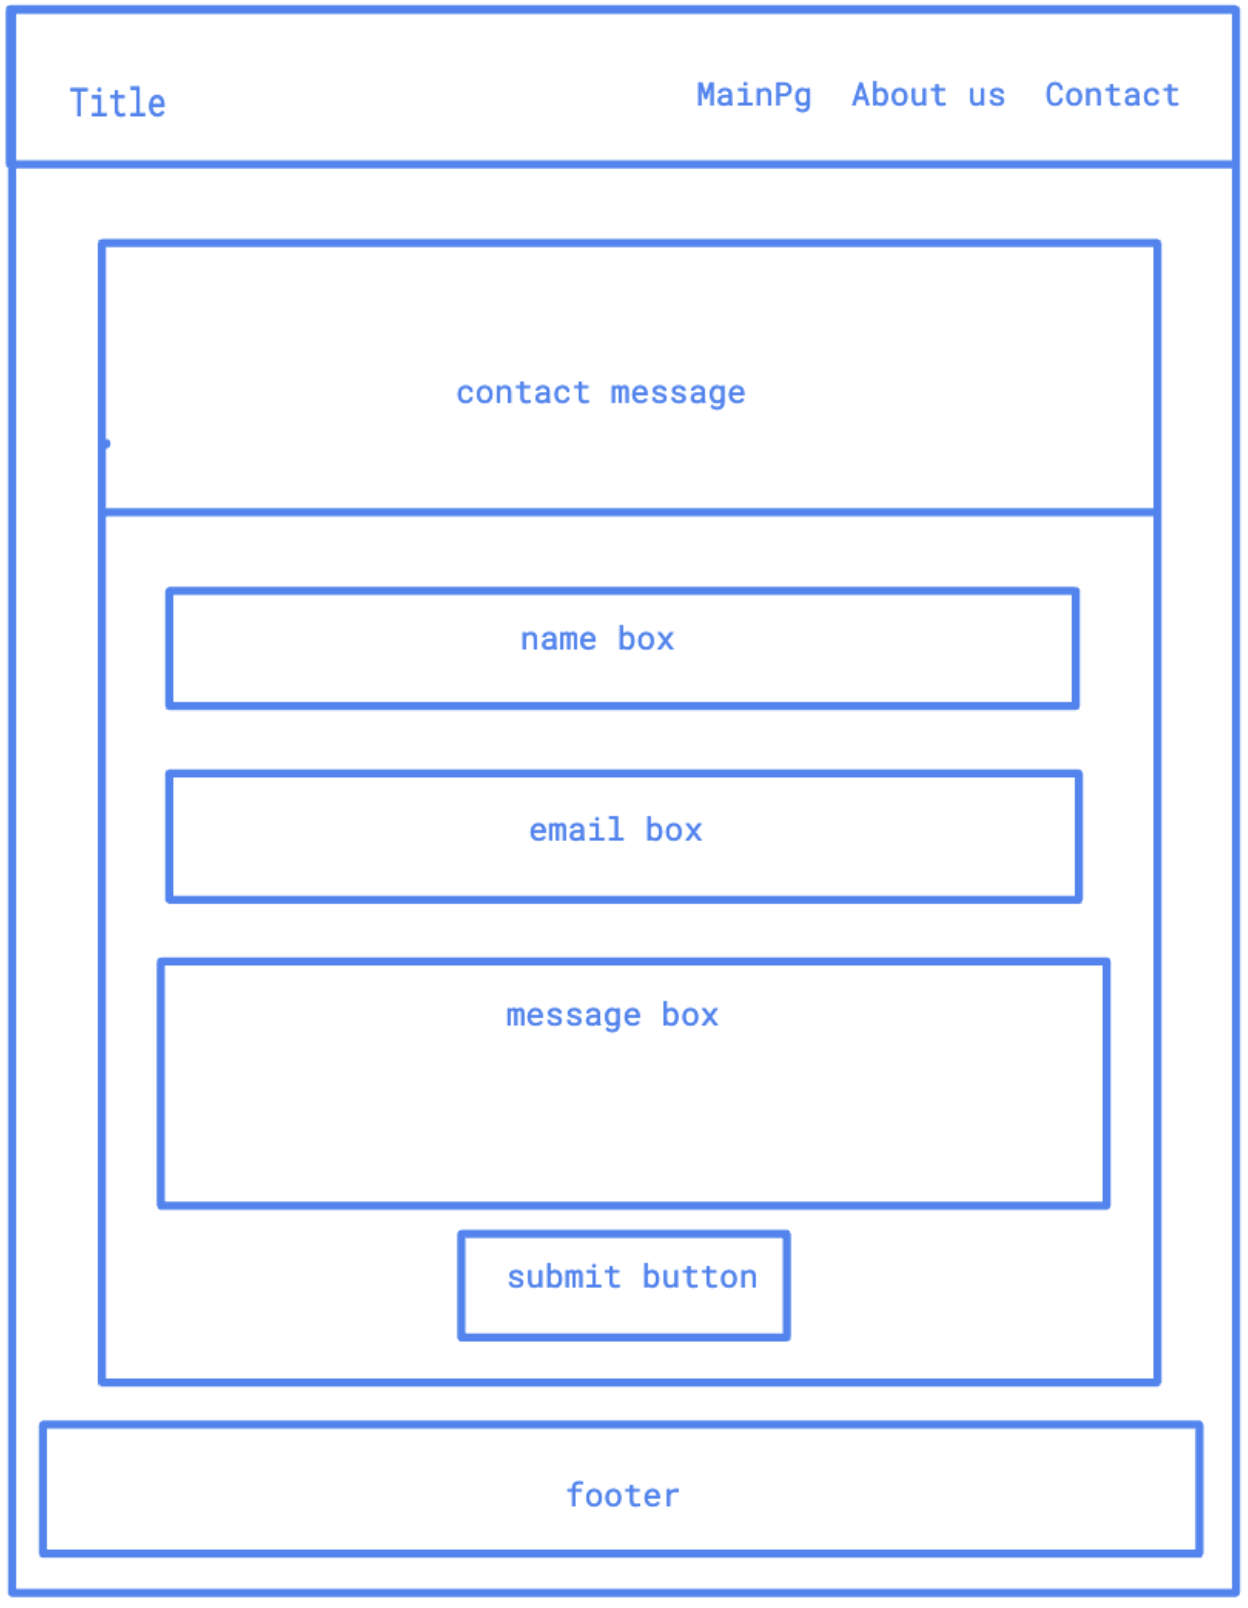 Title
MainPg About us Contact
contact message
name box
email box
message box
submit button
footer